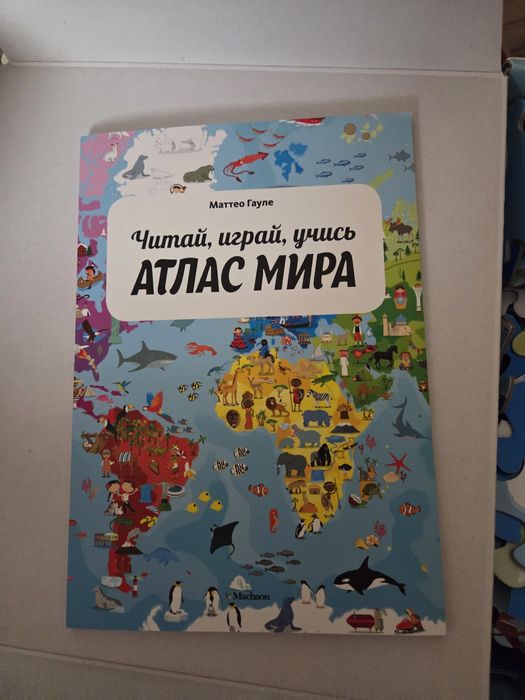 Маттео Гауле
Читай, играй, учись
АТЛАС МИРА
Machaon